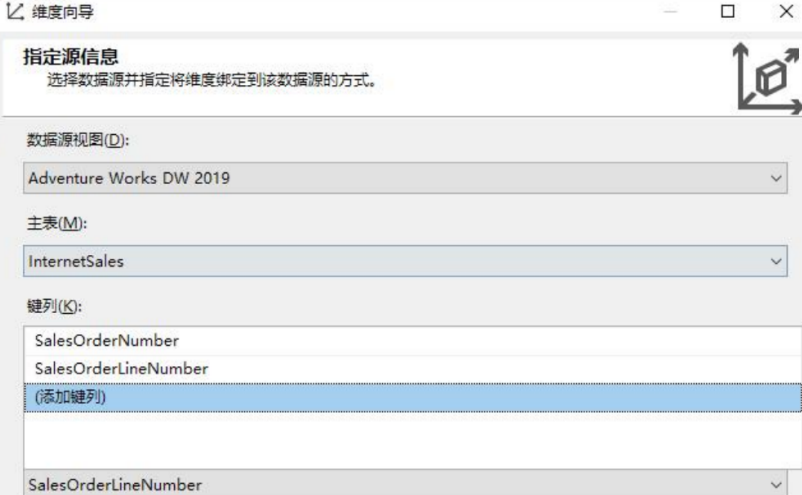 维度向导
指定源信息
选择数据源并指定将维度绑定到该数据源的方式。
数据源视图(D):
Adventure Works DW 2019
主表(M):
InternetSales
键列(K):
SalesOrderNumber
SalesOrderLineNumber
(添加键列)
SalesOrderLineNumber